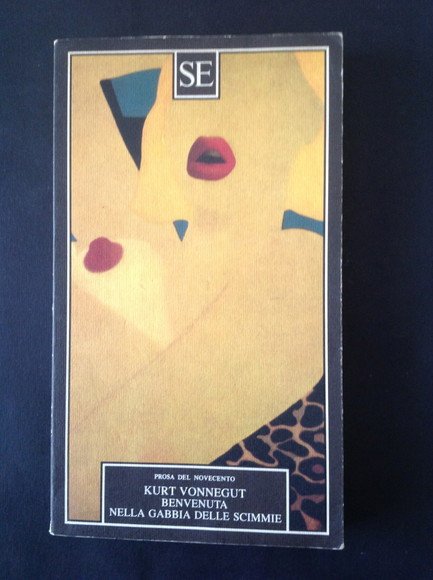 SE
PROSA DEL NOVECENTO
KURT VONNEGUT
BENVENUTA
NELLA GABBIA DELLE SCIMMIE